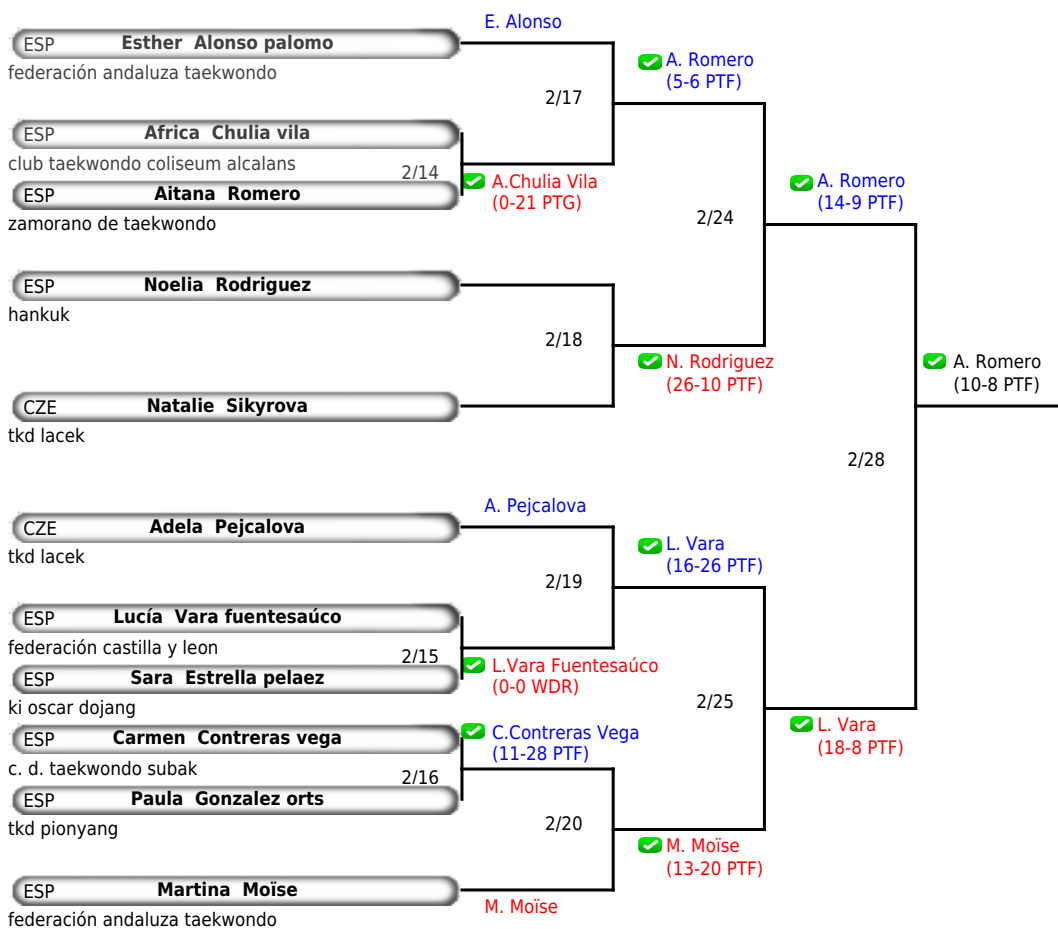 E. Alonso
ESP Esther Alonso palomo
federación andaluza taekwondo
A. Romero
(5-6 PTF)
2/17
ESP Africa Chulia vila
club taekwondo coliseum alcalans
2/14
ESP Aitana Romero
zamorano de taekwondo
A.Chulia Vila
(0-21 PTG)
A. Romero
(14-9 PTF)
2/24
ESP Noelia Rodriguez
hankuk
2/18
N. Rodriguez
(26-10 PTF)
A. Romero
(10-8 PTF)
CZE Natalie Sikyrova
tkd lacek
2/28
A. Pejcalova
CZE Adela Pejcalova
tkd lacek
L. Vara
(16-26 PTF)
2/19
ESP Lucía Vara fuentesaúco
federación castilla y leon
2/15
ESP Sara Estrella pelaez
ki oscar dojang
L.Vara Fuentesaúco
(0-0 WDR)
2/25
ESP Carmen Contreras vega
c. d. taekwondo subak
C.Contreras Vega
(11-28 PTF)
L. Vara
(18-8 PTF)
2/16
ESP Paula Gonzalez orts
tkd pionyang
2/20
M. Moïse
(13-20 PTF)
ESP Martina Moïse
federación andaluza taekwondo
M. Moïse